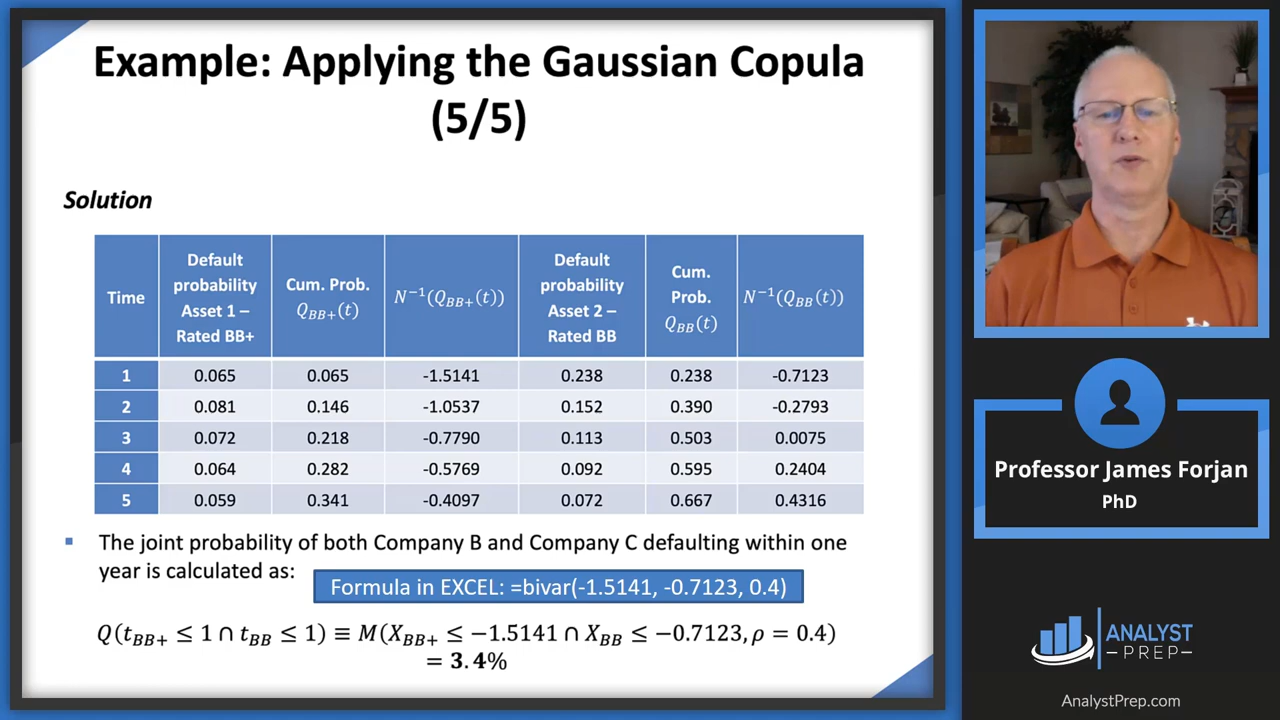 Example: Applying the Gaussian Copula
(5/5)
Solution
Time
Default
probability
Asset 1 –
Rated BB+
Cum. Prob.
Q_BB+(t)
N⁻¹(Q_BB+(t))
Default
probability
Asset 2 –
Rated BB
Cum.
Prob.
Q_BB(t)
N⁻¹(Q_BB(t))
1 0.065 0.065 -1.5141 0.238 0.238 -0.7123
2 0.081 0.146 -1.0537 0.152 0.390 -0.2793
3 0.072 0.218 -0.7790 0.113 0.503 0.0075
4 0.064 0.282 -0.5769 0.092 0.595 0.2404
5 0.059 0.341 -0.4097 0.072 0.667 0.4316
▪ The joint probability of both Company B and Company C defaulting within one
year is calculated as:
Formula in EXCEL: =bivar(-1.5141, -0.7123, 0.4)
Q(t_BB+ ≤ 1 ∩ t_BB ≤ 1) ≡ M(X_BB+ ≤ −1.5141 ∩ X_BB ≤ −0.7123, ρ = 0.4)
= 3.4%
Professor James Forjan
PhD
ANALYST
–PREP–
AnalystPrep.com